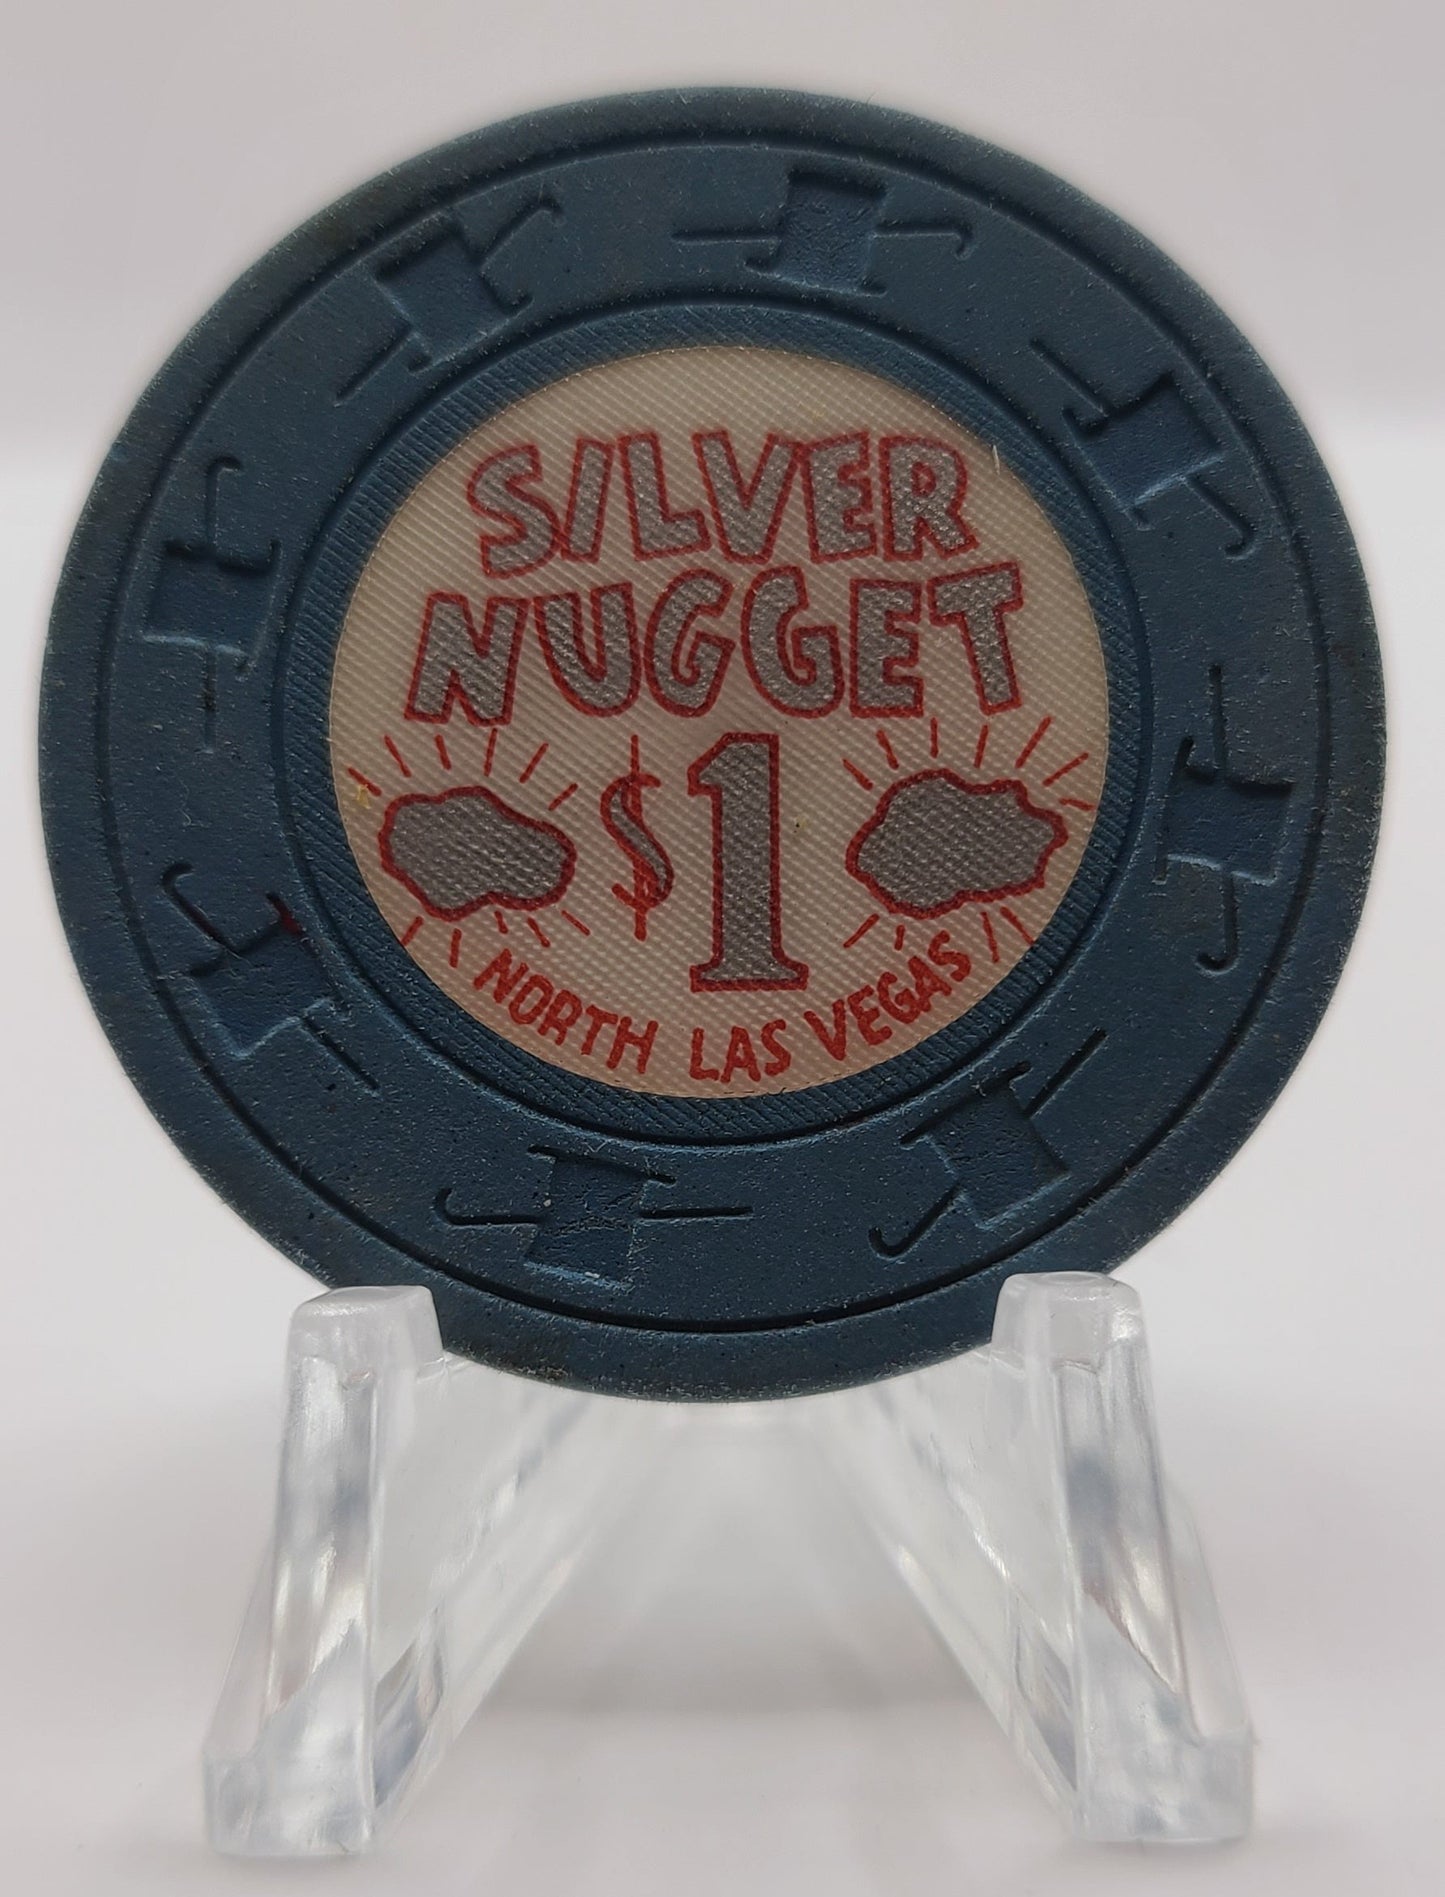 SILVER
NUGGET
$1
NORTH LAS VEGAS